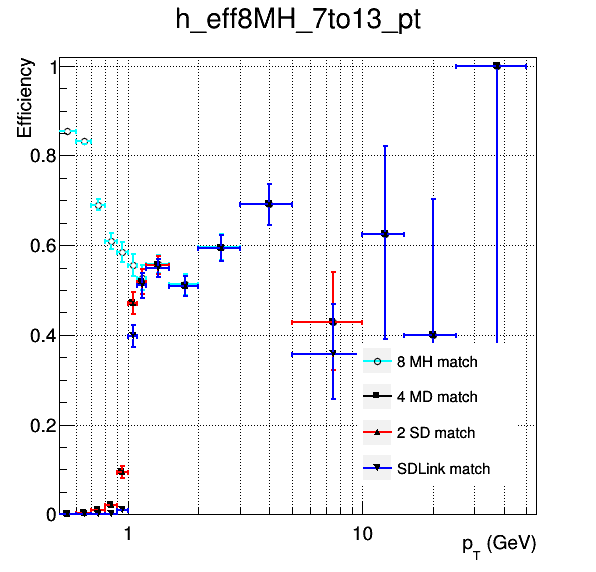 h_eff8MH_7to13_pt
Efficiency
1
0.8
0.6
0.4
0.2
0
8 MH match
4 MD match
2 SD match
SDLink match
1
10
p_T (GeV)